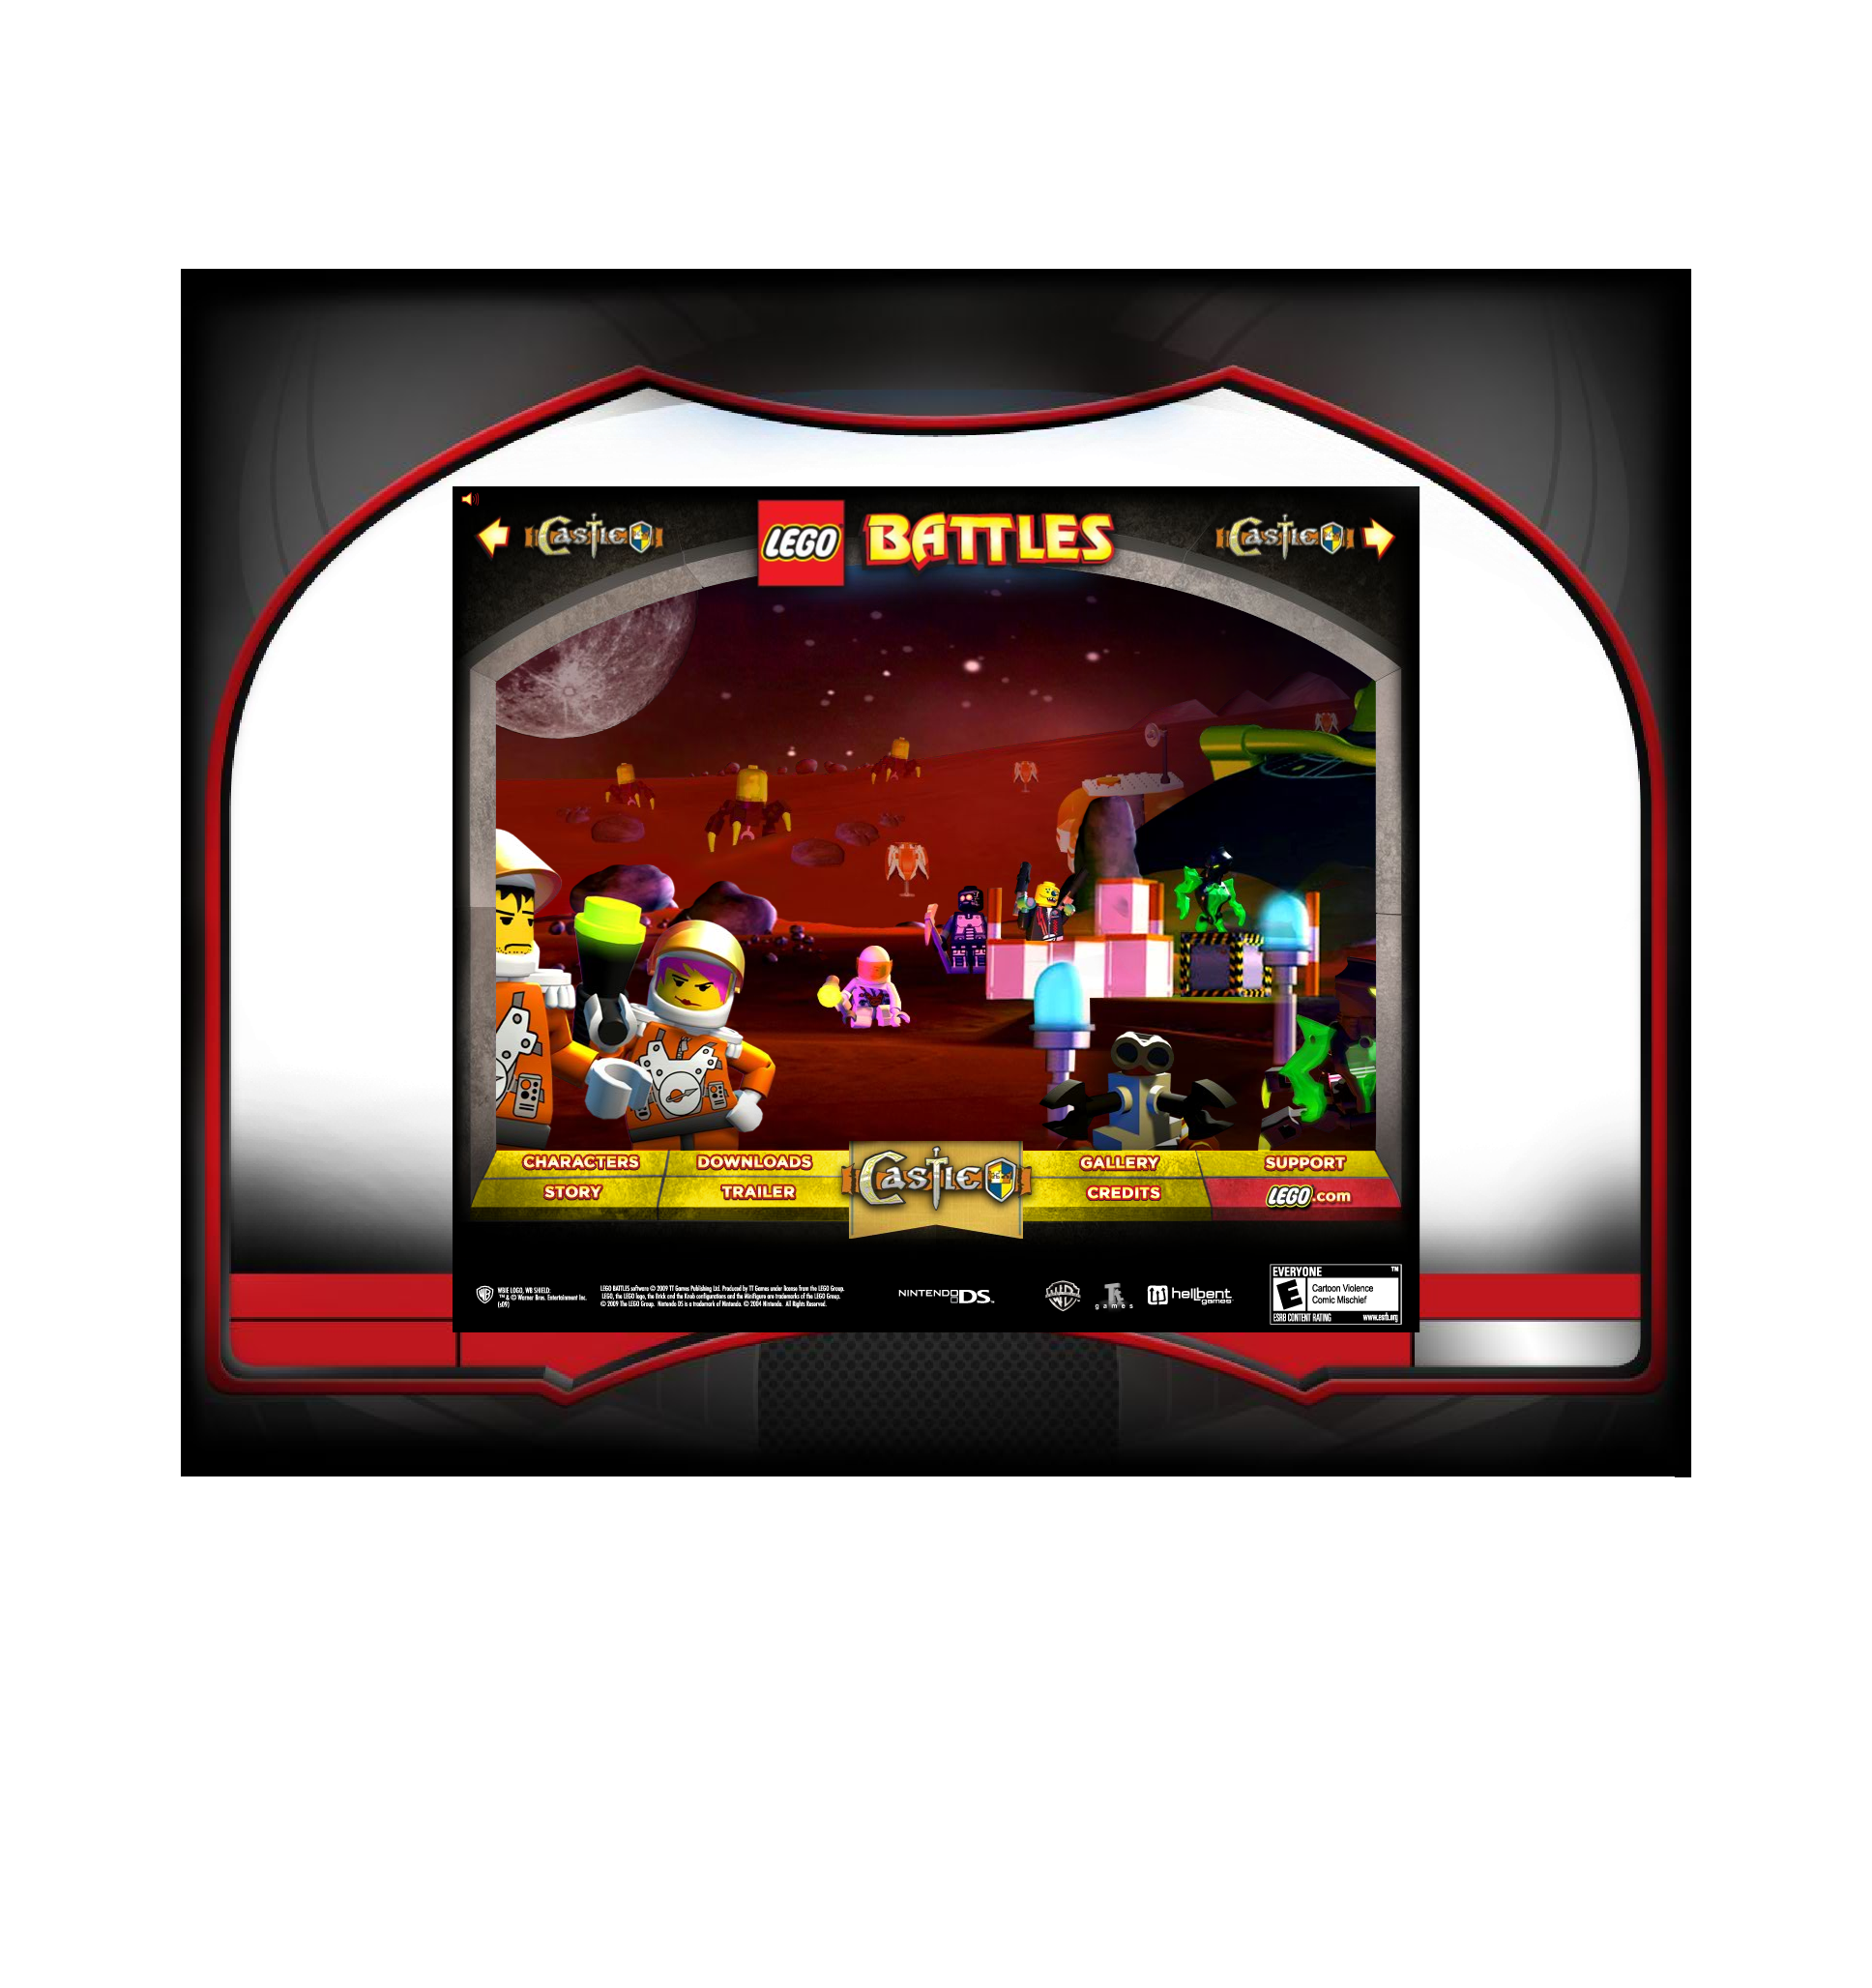 CASTLE
LEGO BATTLES
CASTLE
CHARACTERS
DOWNLOADS
CASTLE
GALLERY
SUPPORT
STORY
TRAILER
CREDITS
LEGO.com
WBIE LOGO, WB SHIELD:
™ & © Warner Bros. Entertainment Inc.
(s09)
LEGO BATTLES software © 2009 TT Games Publishing Ltd. Produced by TT Games under license from the LEGO Group.
LEGO, the LEGO logo, the Brick and the Knob configurations and the Minifigure are trademarks of the LEGO Group.
© 2009 The LEGO Group. Nintendo DS is a trademark of Nintendo. © 2004 Nintendo. All Rights Reserved.
NINTENDO DS™
WB
games
hellbent
games
EVERYONE ™
E
Cartoon Violence
Comic Mischief
ESRB CONTENT RATING www.esrb.org